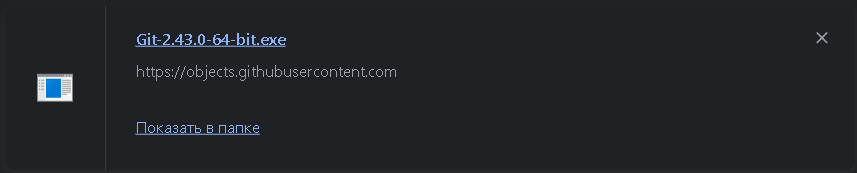 Git-2.43.0-64-bit.exe
https://objects.githubusercontent.com
Показать в папке